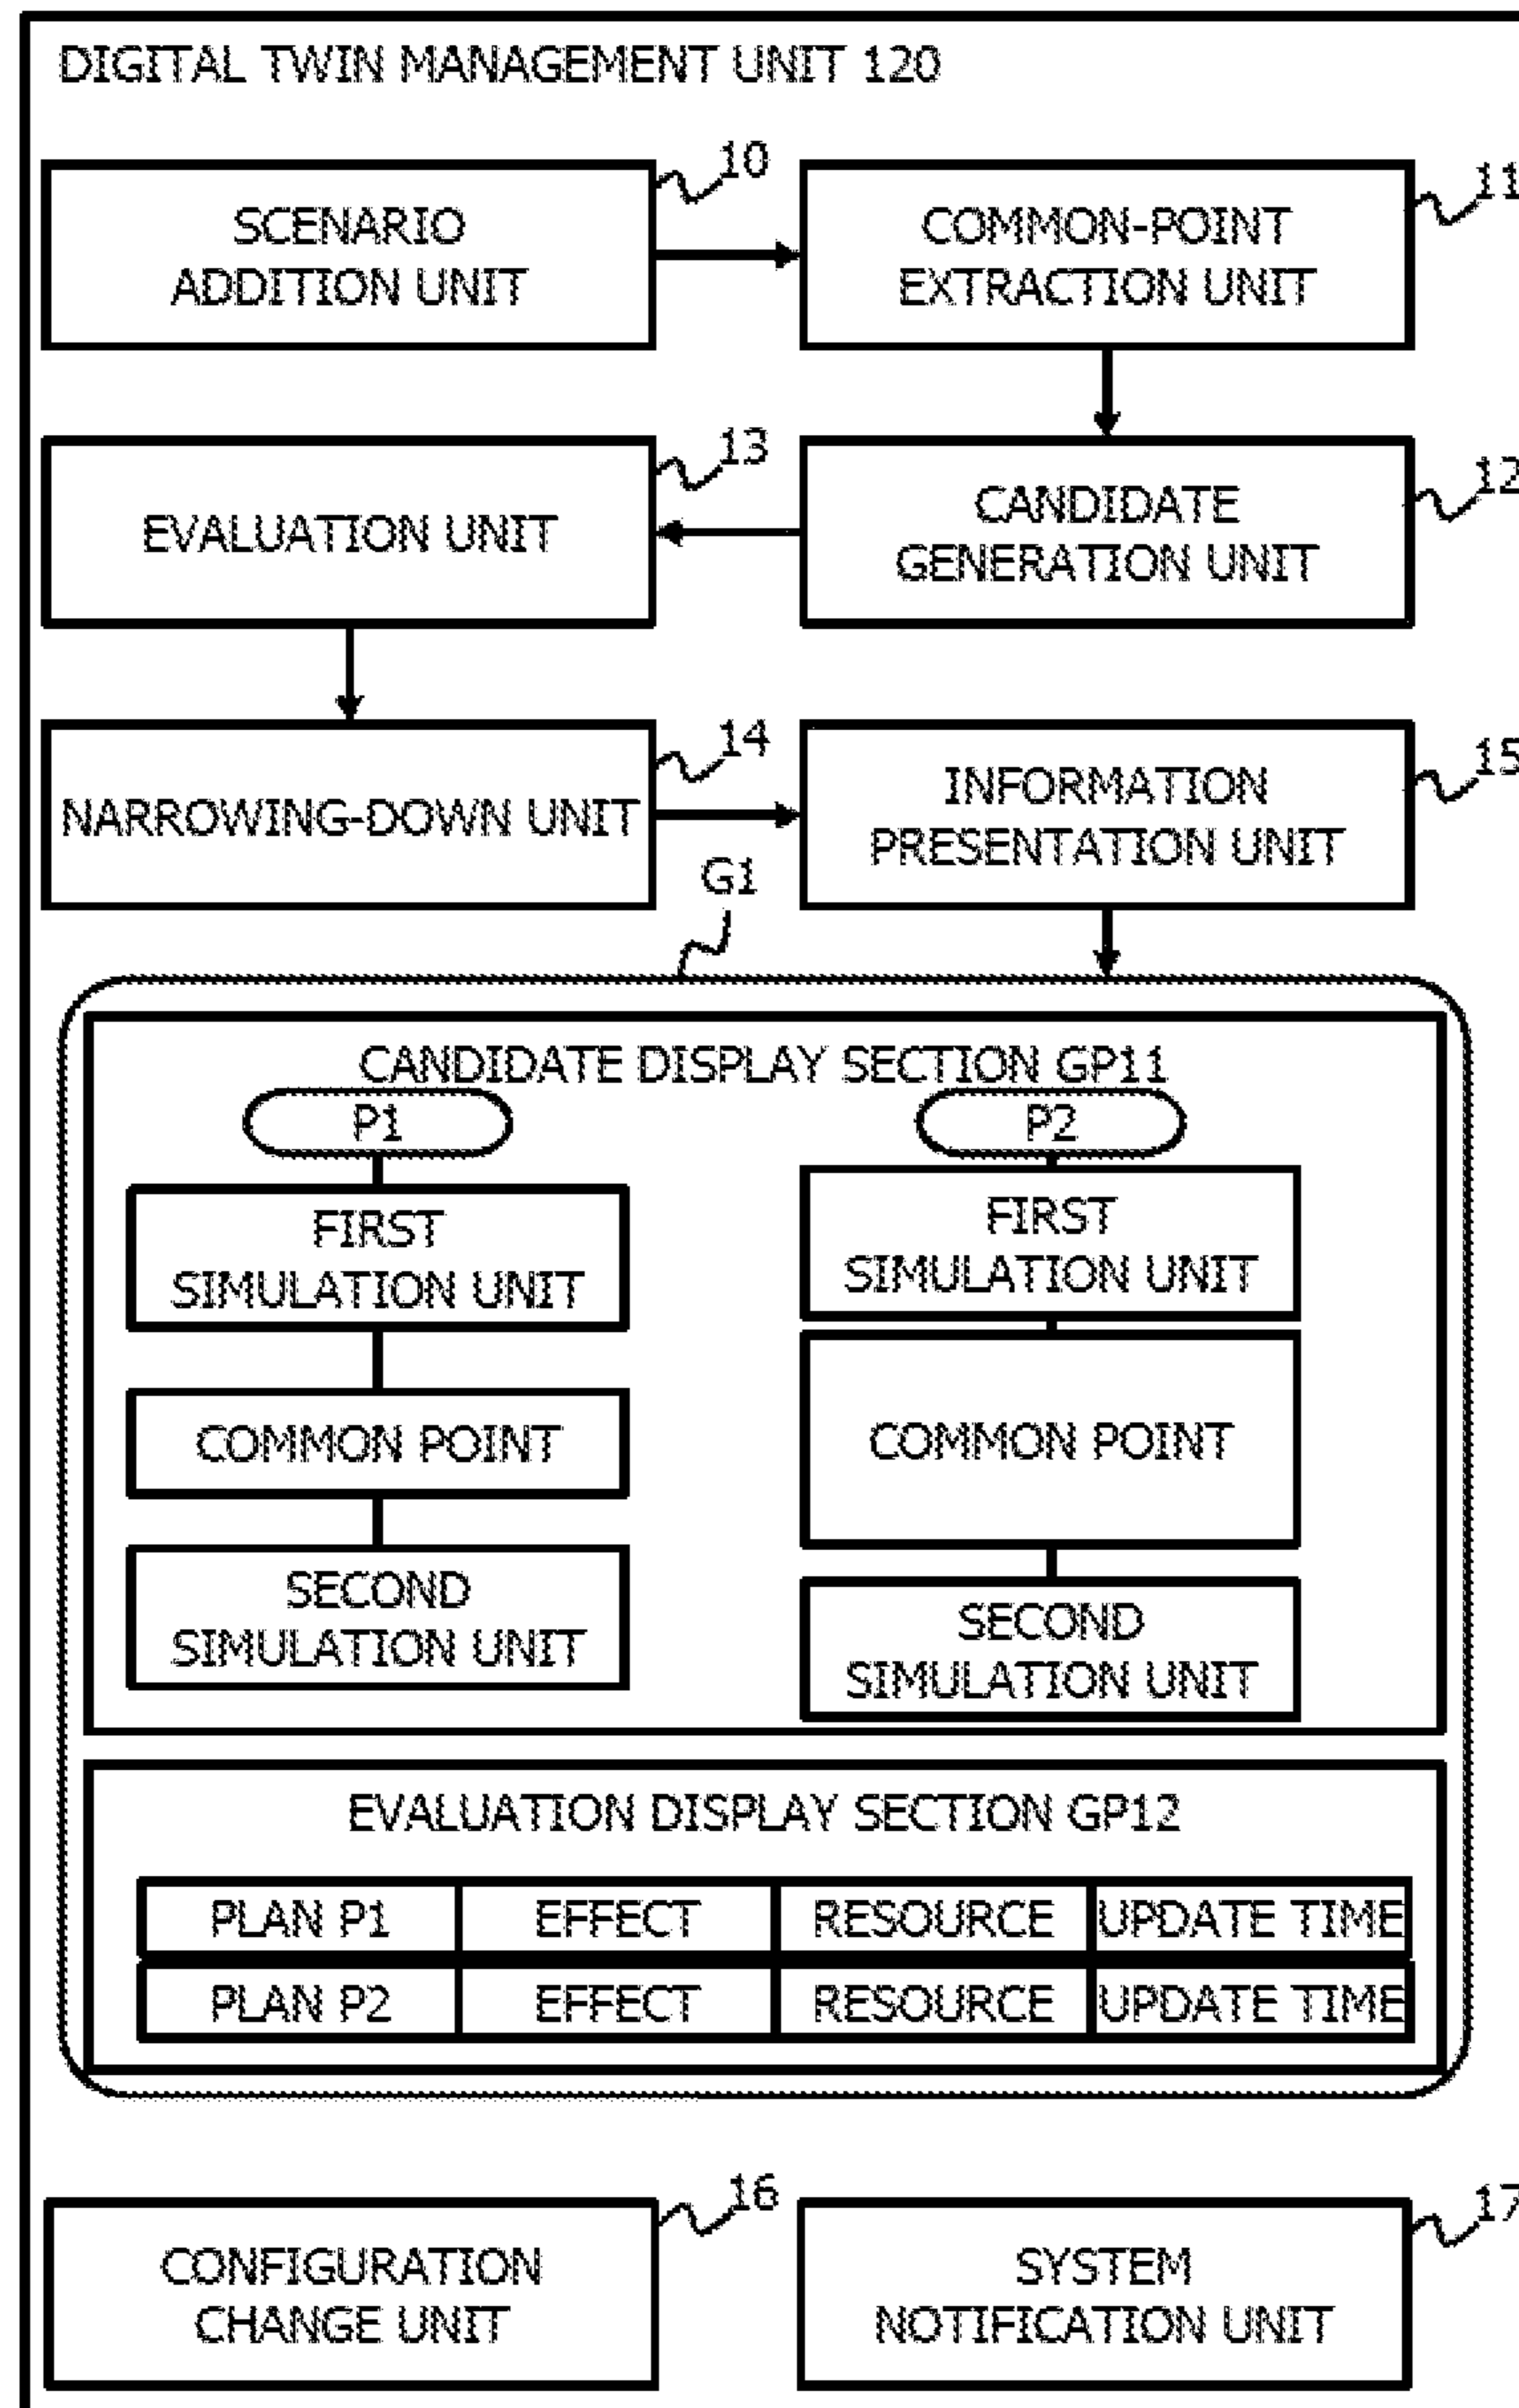 DIGITAL TWIN MANAGEMENT UNIT 120
10
SCENARIO
ADDITION UNIT
11
COMMON-POINT
EXTRACTION UNIT
13
EVALUATION UNIT
12
CANDIDATE
GENERATION UNIT
14
NARROWING-DOWN UNIT
15
INFORMATION
PRESENTATION UNIT
G1
CANDIDATE DISPLAY SECTION GP11
P1
FIRST
SIMULATION UNIT
COMMON POINT
SECOND
SIMULATION UNIT
P2
FIRST
SIMULATION UNIT
COMMON POINT
SECOND
SIMULATION UNIT
EVALUATION DISPLAY SECTION GP12
PLAN P1 EFFECT RESOURCE UPDATE TIME
PLAN P2 EFFECT RESOURCE UPDATE TIME
16
CONFIGURATION
CHANGE UNIT
17
SYSTEM
NOTIFICATION UNIT